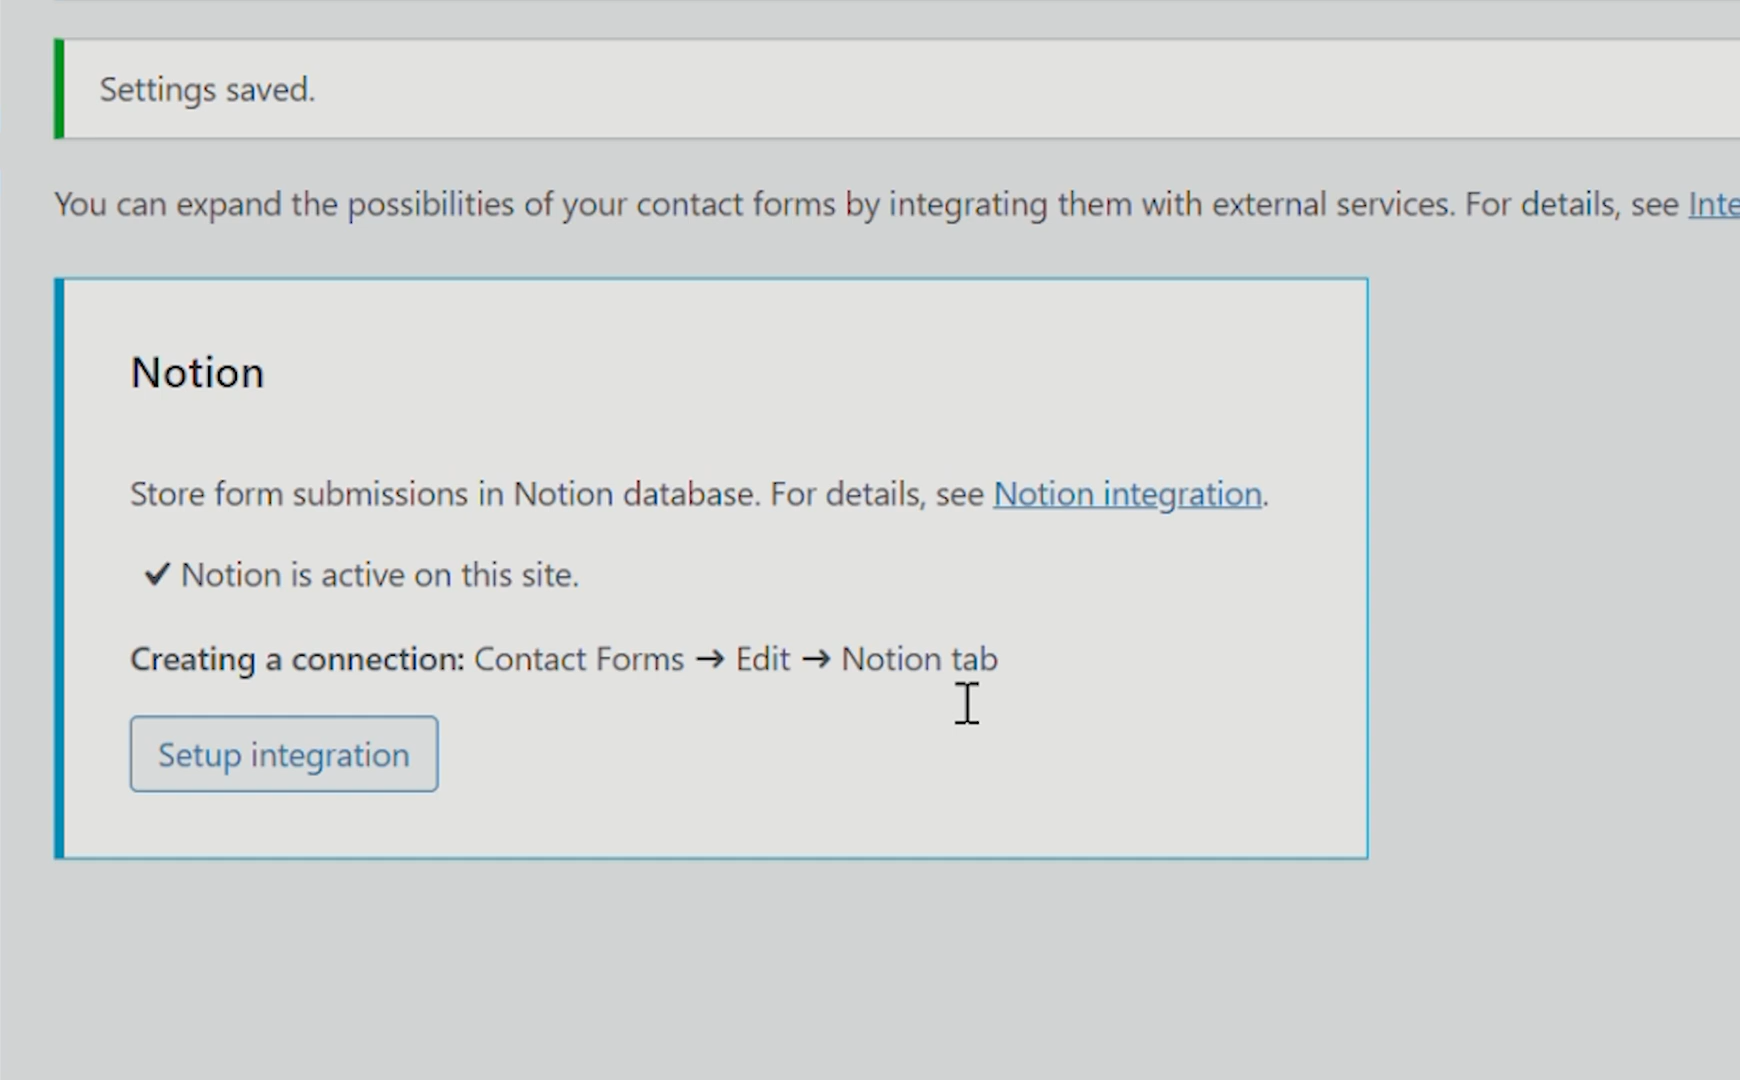 Settings saved.
You can expand the possibilities of your contact forms by integrating them with external services. For details, see Inte
Notion
Store form submissions in Notion database. For details, see Notion integration.
✔ Notion is active on this site.
Creating a connection: Contact Forms → Edit → Notion tab
Setup integration